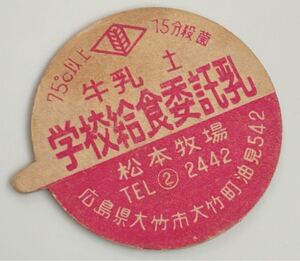 75℃以上 15分殺菌
牛乳 土
学校給食委託乳
松本牧場
TEL ② 2442
広島県大竹市大竹町油見542